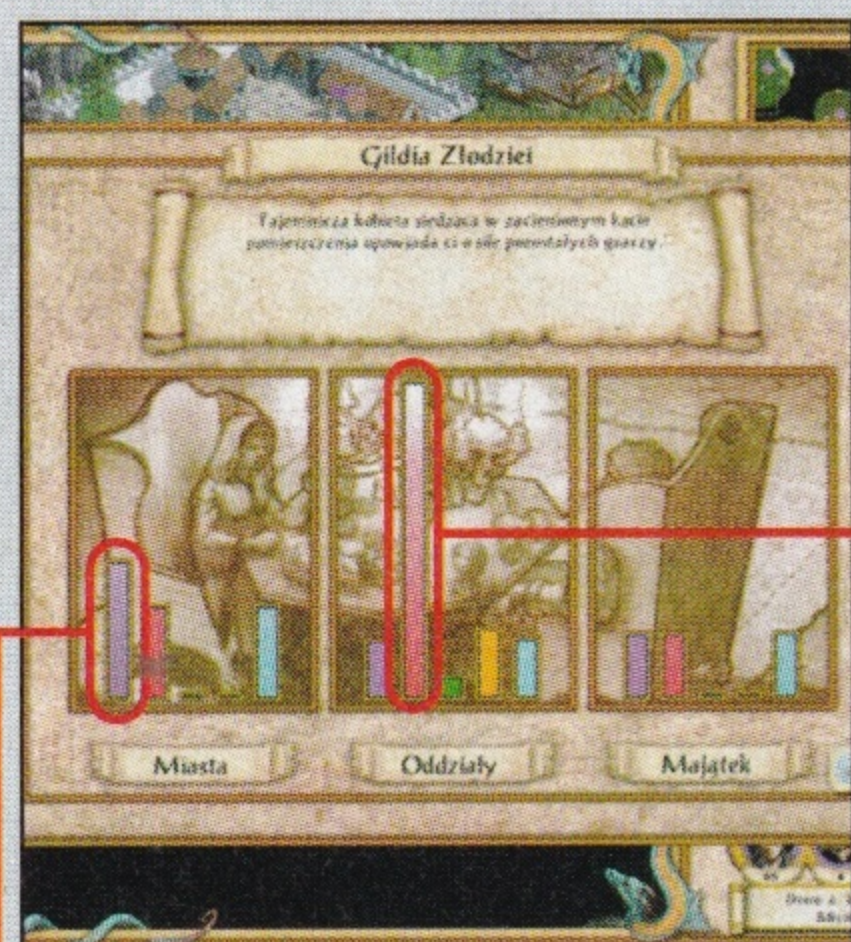 Gildia Złodziei
Tajemnicza kobieta siedząca w zacienionym kącie
pomieszczenia opowiada ci o sile pozostałych graczy.
Miasta
Oddziały
Majątek